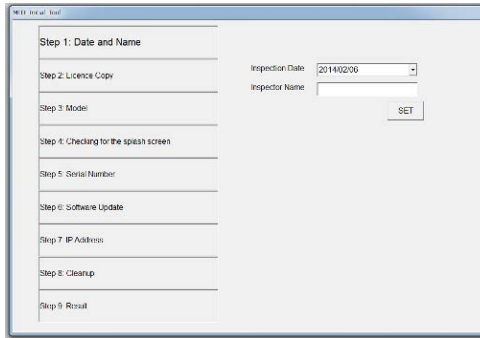 Step 1: Date and Name
Step 2: Licence Copy
Step 3: Model
Step 4: Checking for the splash screen
Step 5: Serial Number
Step 6: Software Update
Step 7: IP Address
Step 8: Cleanup
Step 9: Result
Inspection Date 2014/02/06
Inspector Name
SET